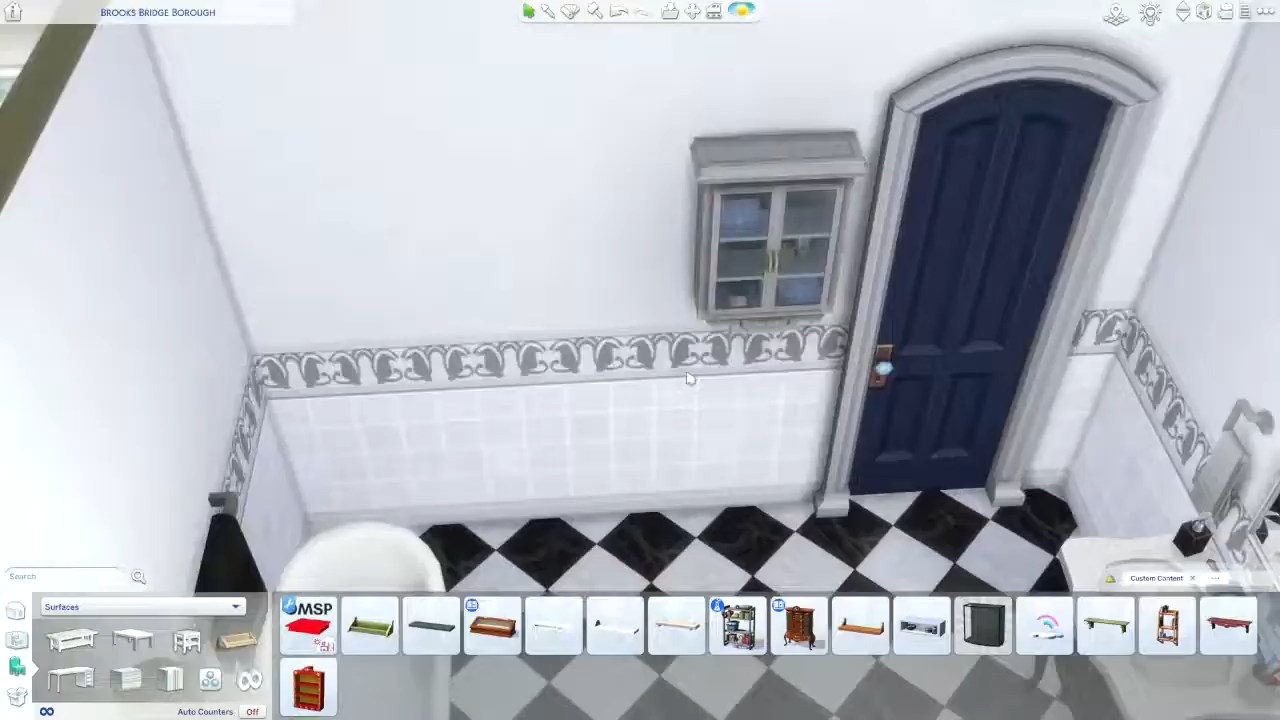 BROOKS BRIDGE BOROUGH
Search
Custom Content
Surfaces
MSP
Auto Counters Off